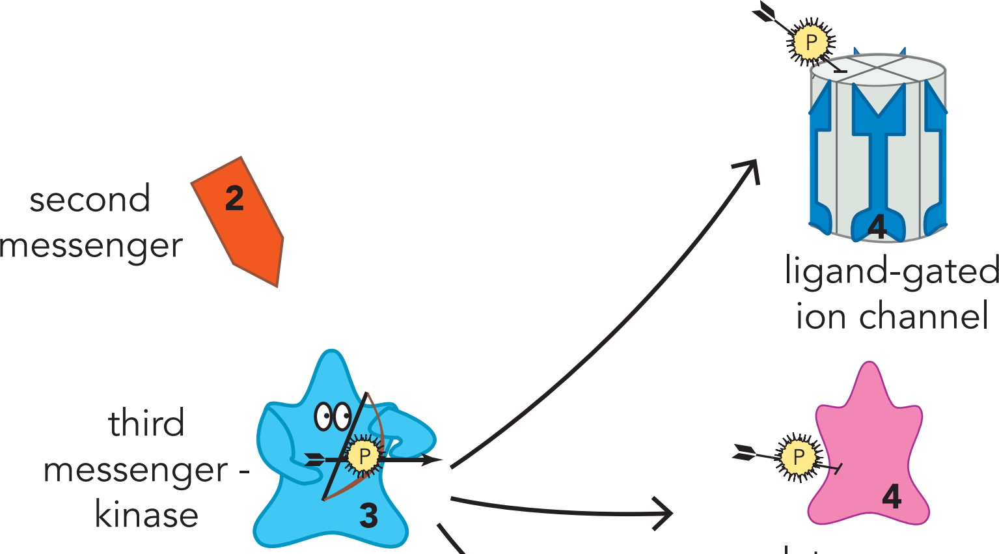 P
2
second
messenger
4
ligand-gated
ion channel
third
messenger -
kinase
P
3
P
4